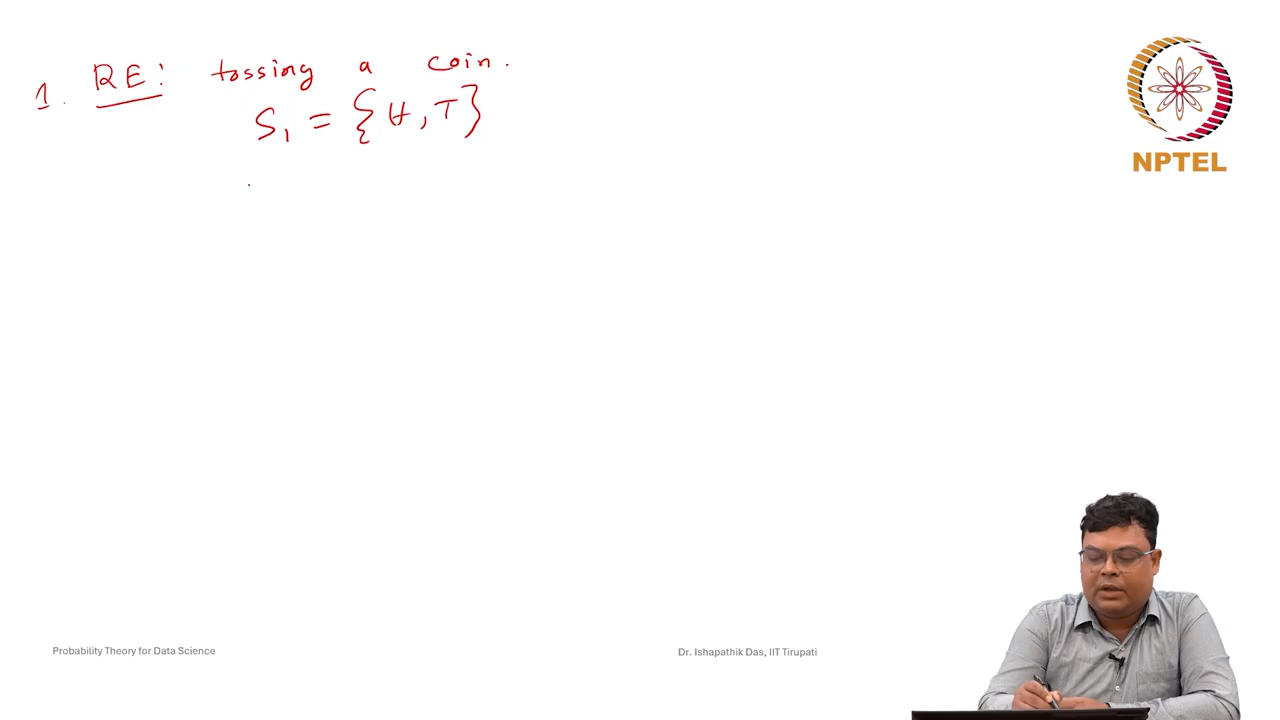 1. RE: tossing a coin.
S₁ = {H, T}
NPTEL
Probability Theory for Data Science
Dr. Ishapathik Das, IIT Tirupati